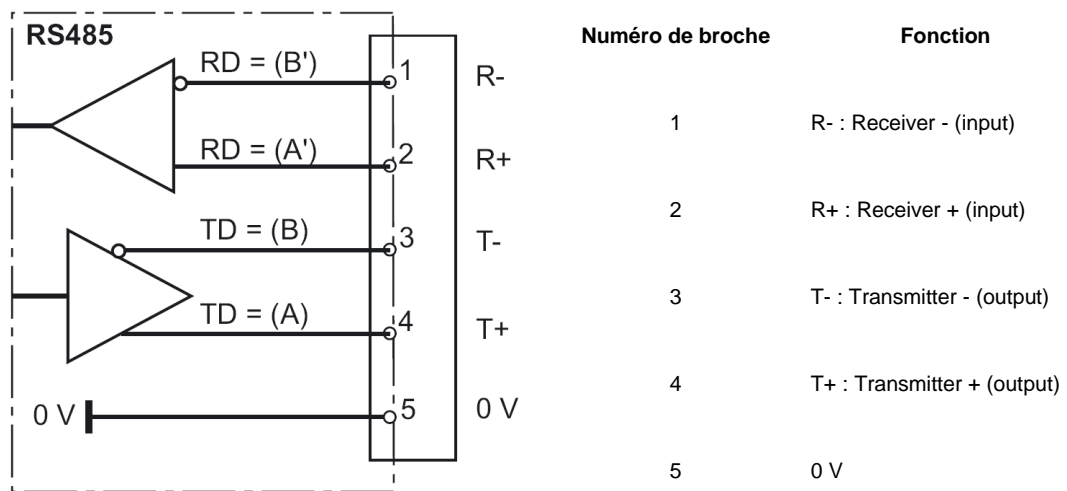 RS485
RD = (B')
1
R-
RD = (A')
2
R+
TD = (B)
3
T-
TD = (A)
4
T+
0 V
5
0 V
Numéro de broche Fonction
1 R- : Receiver - (input)
2 R+ : Receiver + (input)
3 T- : Transmitter - (output)
4 T+ : Transmitter + (output)
5 0 V